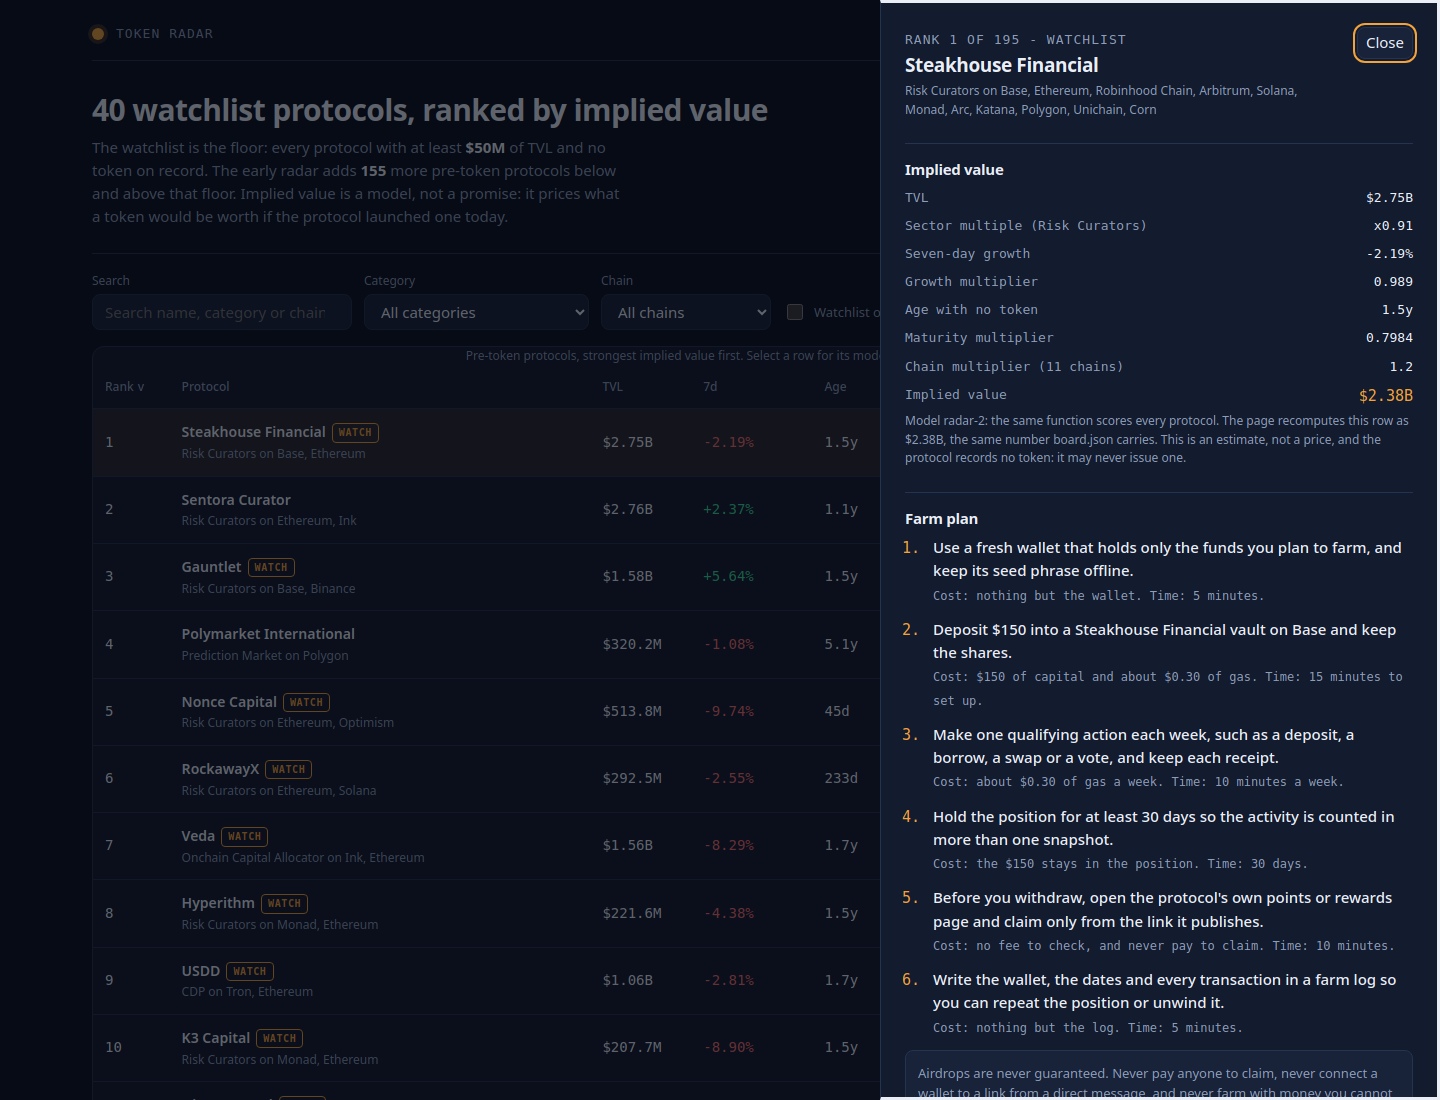 TOKEN RADAR
40 watchlist protocols, ranked by implied value
The watchlist is the floor: every protocol with at least $50M of TVL and no
token on record. The early radar adds 155 more pre-token protocols below
and above that floor. Implied value is a model, not a promise: it prices what
a token would be worth if the protocol launched one today.
Search Category Chain
Search name, category or chain All categories All chains Watchlist o
Pre-token protocols, strongest implied value first. Select a row for its mod
Rank v Protocol TVL 7d Age
1 Steakhouse Financial WATCH $2.75B -2.19% 1.5y
Risk Curators on Base, Ethereum
2 Sentora Curator $2.76B +2.37% 1.1y
Risk Curators on Ethereum, Ink
3 Gauntlet WATCH $1.58B +5.64% 1.5y
Risk Curators on Base, Binance
4 Polymarket International $320.2M -1.08% 5.1y
Prediction Market on Polygon
5 Nonce Capital WATCH $513.8M -9.74% 45d
Risk Curators on Ethereum, Optimism
6 RockawayX WATCH $292.5M -2.55% 233d
Risk Curators on Ethereum, Solana
7 Veda WATCH $1.56B -8.29% 1.7y
Onchain Capital Allocator on Ink, Ethereum
8 Hyperithm WATCH $221.6M -4.38% 1.5y
Risk Curators on Monad, Ethereum
9 USDD WATCH $1.06B -2.81% 1.7y
CDP on Tron, Ethereum
10 K3 Capital WATCH $207.7M -8.90% 1.5y
Risk Curators on Monad, Ethereum
RANK 1 OF 195 - WATCHLIST
Close
Steakhouse Financial
Risk Curators on Base, Ethereum, Robinhood Chain, Arbitrum, Solana,
Monad, Arc, Katana, Polygon, Unichain, Corn
Implied value
TVL $2.75B
Sector multiple (Risk Curators) x0.91
Seven-day growth -2.19%
Growth multiplier 0.989
Age with no token 1.5y
Maturity multiplier 0.7984
Chain multiplier (11 chains) 1.2
Implied value $2.38B
Model radar-2: the same function scores every protocol. The page recomputes this row as
$2.38B, the same number board.json carries. This is an estimate, not a price, and the
protocol records no token: it may never issue one.
Farm plan
1. Use a fresh wallet that holds only the funds you plan to farm, and
keep its seed phrase offline.
Cost: nothing but the wallet. Time: 5 minutes.
2. Deposit $150 into a Steakhouse Financial vault on Base and keep
the shares.
Cost: $150 of capital and about $0.30 of gas. Time: 15 minutes to
set up.
3. Make one qualifying action each week, such as a deposit, a
borrow, a swap or a vote, and keep each receipt.
Cost: about $0.30 of gas a week. Time: 10 minutes a week.
4. Hold the position for at least 30 days so the activity is counted in
more than one snapshot.
Cost: the $150 stays in the position. Time: 30 days.
5. Before you withdraw, open the protocol's own points or rewards
page and claim only from the link it publishes.
Cost: no fee to check, and never pay to claim. Time: 10 minutes.
6. Write the wallet, the dates and every transaction in a farm log so
you can repeat the position or unwind it.
Cost: nothing but the log. Time: 5 minutes.
Airdrops are never guaranteed. Never pay anyone to claim, never connect a
wallet to a link from a direct message, and never farm with money you cannot